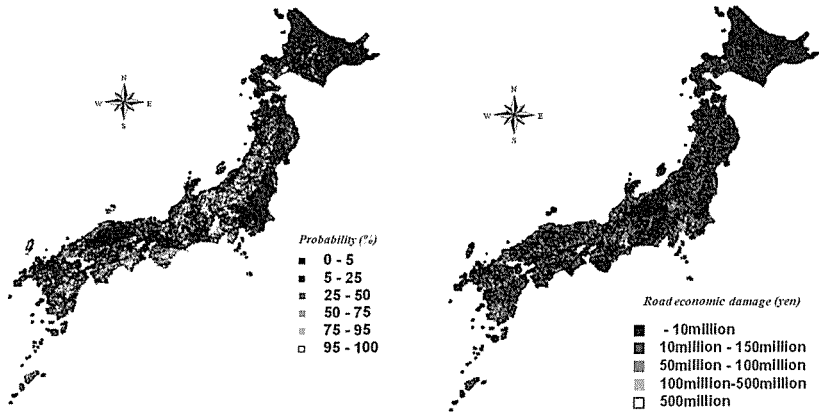 N
W E
S
N
W E
S
Probability (%)
0 - 5
5 - 25
25 - 50
50 - 75
75 - 95
95 - 100
Road economic damage (yen)
- 10million
10million - 150million
50million - 100million
100million-500million
500million